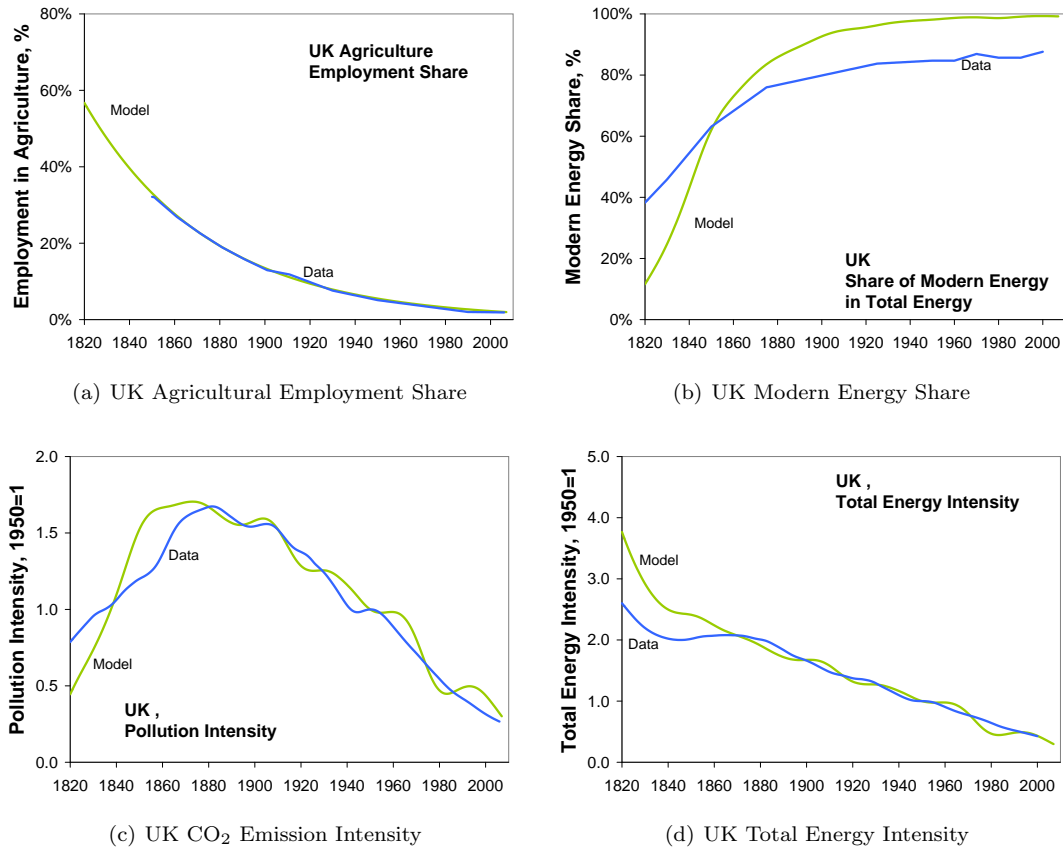 80%
60%
40%
20%
0%
Employment in Agriculture, %
UK Agriculture
Employment Share
Model
Data
1820 1840 1860 1880 1900 1920 1940 1960 1980 2000
(a) UK Agricultural Employment Share
100%
80%
60%
40%
20%
0%
Modern Energy Share, %
Data
Model
UK
Share of Modern Energy
in Total Energy
1820 1840 1860 1880 1900 1920 1940 1960 1980 2000
(b) UK Modern Energy Share
2.0
1.5
1.0
0.5
0.0
Pollution Intensity, 1950=1
Data
Model
UK ,
Pollution Intensity
1820 1840 1860 1880 1900 1920 1940 1960 1980 2000
(c) UK CO₂ Emission Intensity
5.0
4.0
3.0
2.0
1.0
0.0
Total Energy Intensity, 1950=1
UK ,
Total Energy Intensity
Model
Data
1820 1840 1860 1880 1900 1920 1940 1960 1980 2000
(d) UK Total Energy Intensity